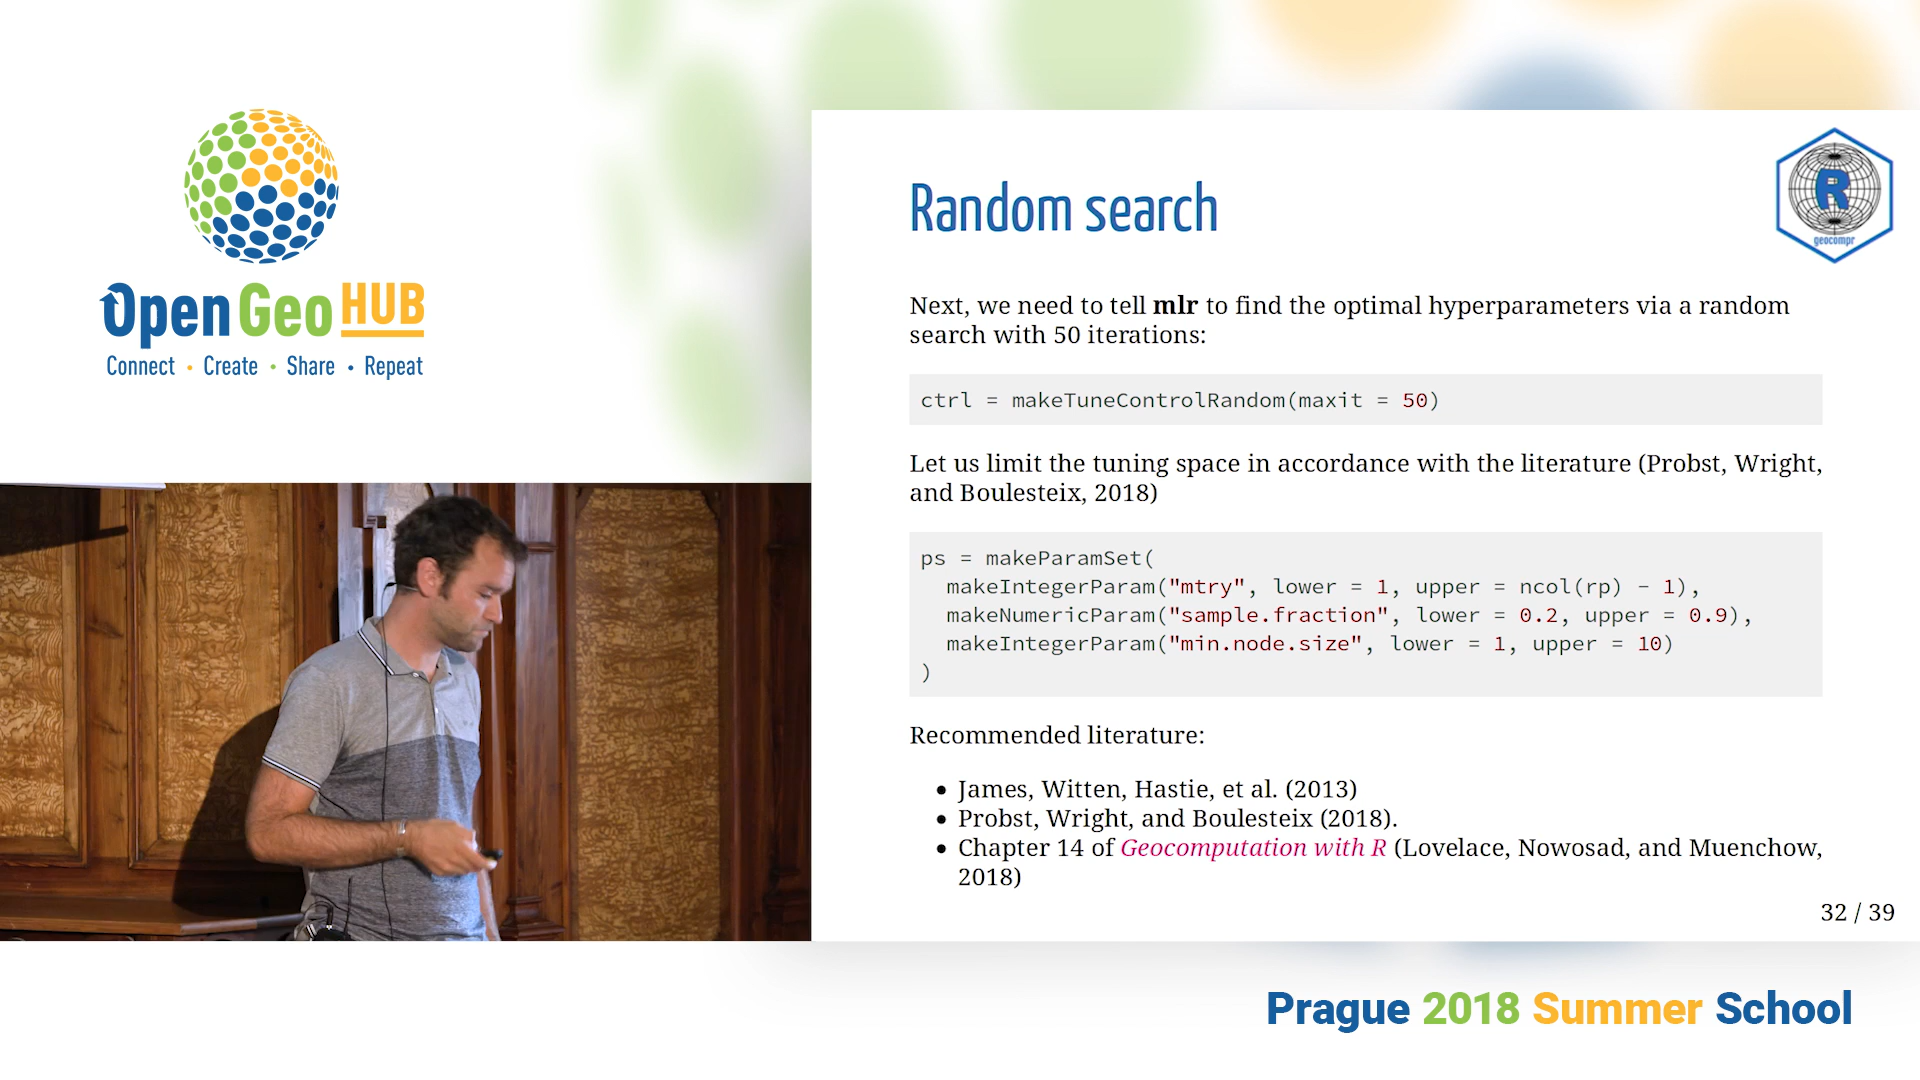 Open Geo HUB
Connect • Create • Share • Repeat
Random search
R
geocompr
Next, we need to tell mlr to find the optimal hyperparameters via a random
search with 50 iterations:
ctrl = makeTuneControlRandom(maxit = 50)
Let us limit the tuning space in accordance with the literature (Probst, Wright,
and Boulesteix, 2018)
ps = makeParamSet(
  makeIntegerParam("mtry", lower = 1, upper = ncol(rp) - 1),
  makeNumericParam("sample.fraction", lower = 0.2, upper = 0.9),
  makeIntegerParam("min.node.size", lower = 1, upper = 10)
)
Recommended literature:
• James, Witten, Hastie, et al. (2013)
• Probst, Wright, and Boulesteix (2018).
• Chapter 14 of Geocomputation with R (Lovelace, Nowosad, and Muenchow,
2018)
32 / 39
Prague 2018 Summer School